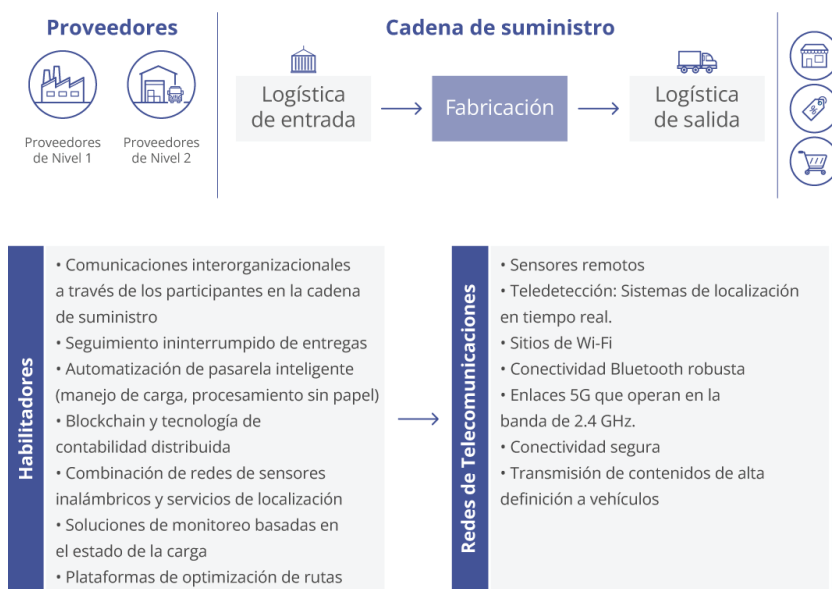 Proveedores
Proveedores
de Nivel 1
Proveedores
de Nivel 2
Cadena de suministro
Logística
de entrada
Fabricación
Logística
de salida
%
Habilitadores
• Comunicaciones interorganizacionales
a través de los participantes en la cadena
de suministro
• Seguimiento ininterrumpido de entregas
• Automatización de pasarela inteligente
(manejo de carga, procesamiento sin papel)
• Blockchain y tecnología de
contabilidad distribuida
• Combinación de redes de sensores
inalámbricos y servicios de localización
• Soluciones de monitoreo basadas en
el estado de la carga
• Plataformas de optimización de rutas
Redes de Telecomunicaciones
• Sensores remotos
• Teledetección: Sistemas de localización
en tiempo real.
• Sitios de Wi-Fi
• Conectividad Bluetooth robusta
• Enlaces 5G que operan en la
banda de 2.4 GHz.
• Conectividad segura
• Transmisión de contenidos de alta
definición a vehículos